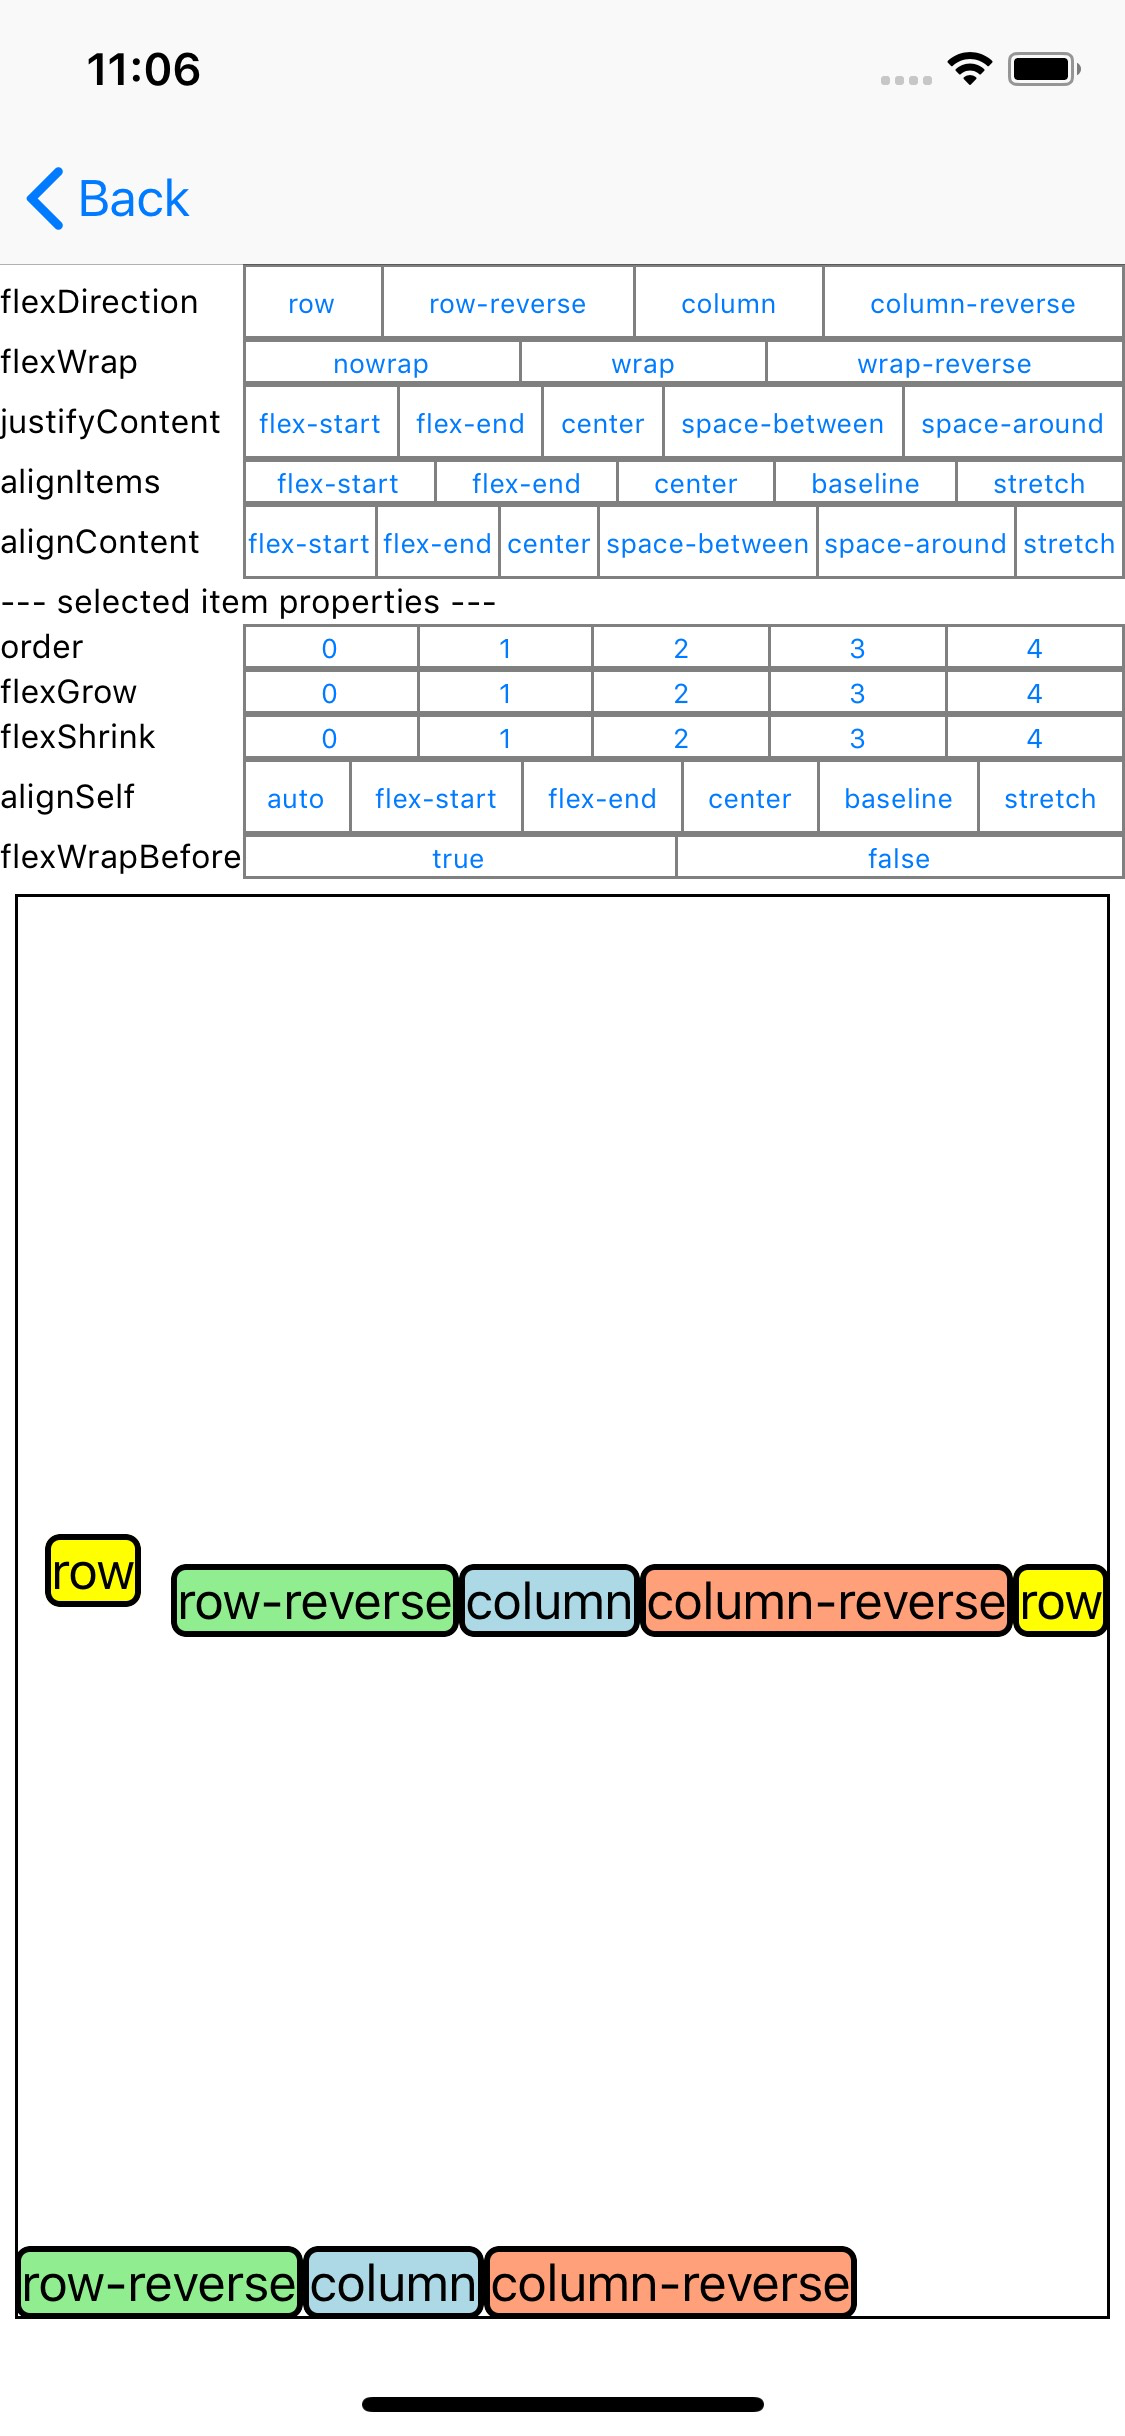 11:06
Back
flexDirection row row-reverse column column-reverse
flexWrap nowrap wrap wrap-reverse
justifyContent flex-start flex-end center space-between space-around
alignItems flex-start flex-end center baseline stretch
alignContent flex-start flex-end center space-between space-around stretch
--- selected item properties ---
order 0 1 2 3 4
flexGrow 0 1 2 3 4
flexShrink 0 1 2 3 4
alignSelf auto flex-start flex-end center baseline stretch
flexWrapBefore true false
row
row-reverse column column-reverse row
row-reverse column column-reverse